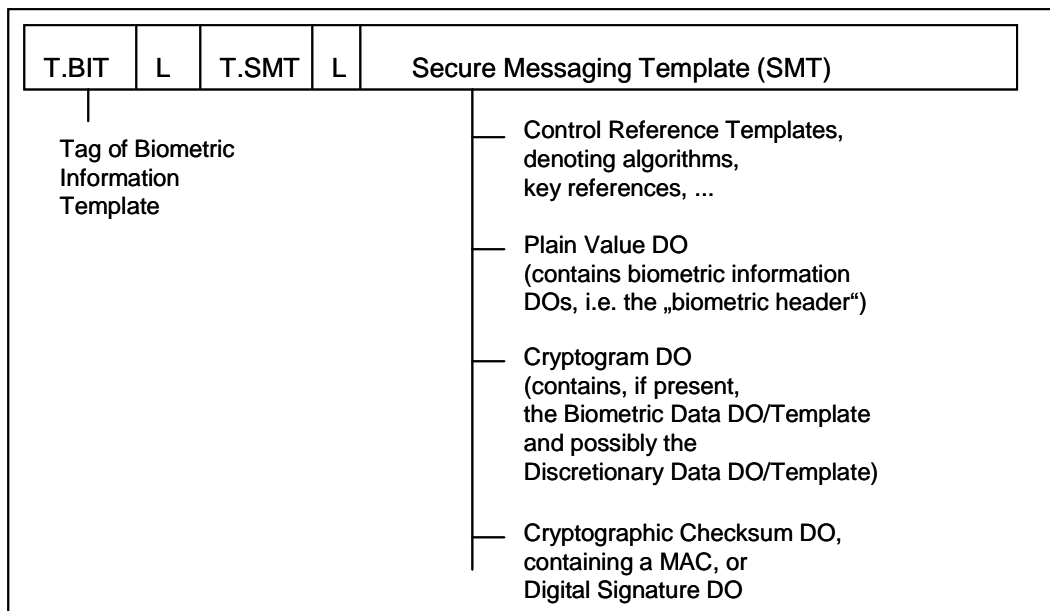 T.BIT L T.SMT L Secure Messaging Template (SMT)
Tag of Biometric
Information
Template
Control Reference Templates,
denoting algorithms,
key references, ...
Plain Value DO
(contains biometric information
DOs, i.e. the „biometric header“)
Cryptogram DO
(contains, if present,
the Biometric Data DO/Template
and possibly the
Discretionary Data DO/Template)
Cryptographic Checksum DO,
containing a MAC, or
Digital Signature DO